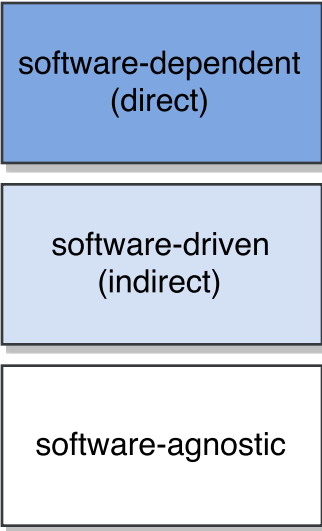 software-dependent
(direct)
software-driven
(indirect)
software-agnostic